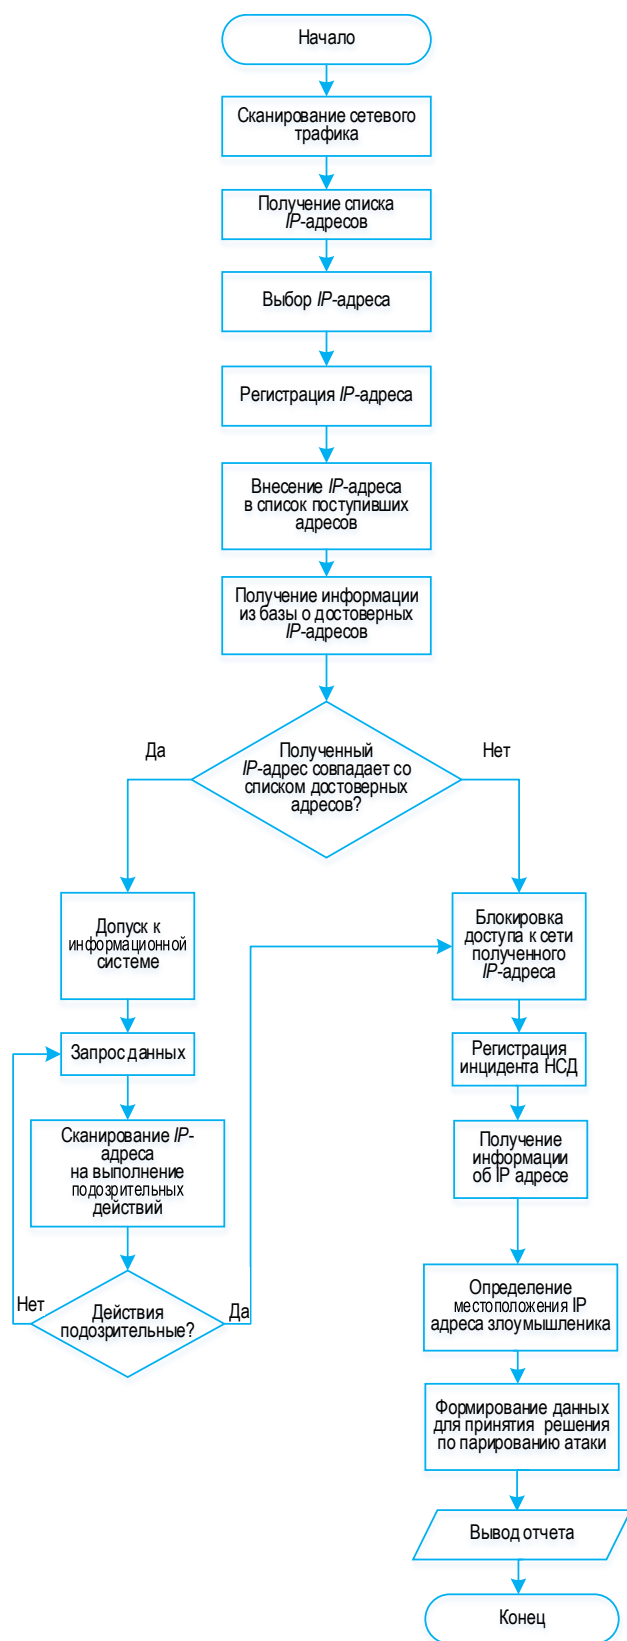 Начало
Сканирование сетевого
трафика
Получение списка
IP-адресов
Выбор IP-адреса
Регистрация IP-адреса
Внесение IP-адреса
в список поступивших
адресов
Получение информации
из базы о достоверных
IP-адресов
Да
Полученный
IP-адрес совпадает со
списком достоверных
адресов?
Нет
Допуск к
информационной
системе
Запрос данных
Сканирование IP-
адреса
на выполнение
подозрительных
действий
Нет
Действия
подозрительные?
Да
Блокировка
доступа к сети
полученного
IP-адреса
Регистрация
инцидента НСД
Получение
информации
об IP адресе
Определение
местоположения IP
адреса злоумышленика
Формирование данных
для принятия решения
по парированию атаки
Вывод отчета
Конец